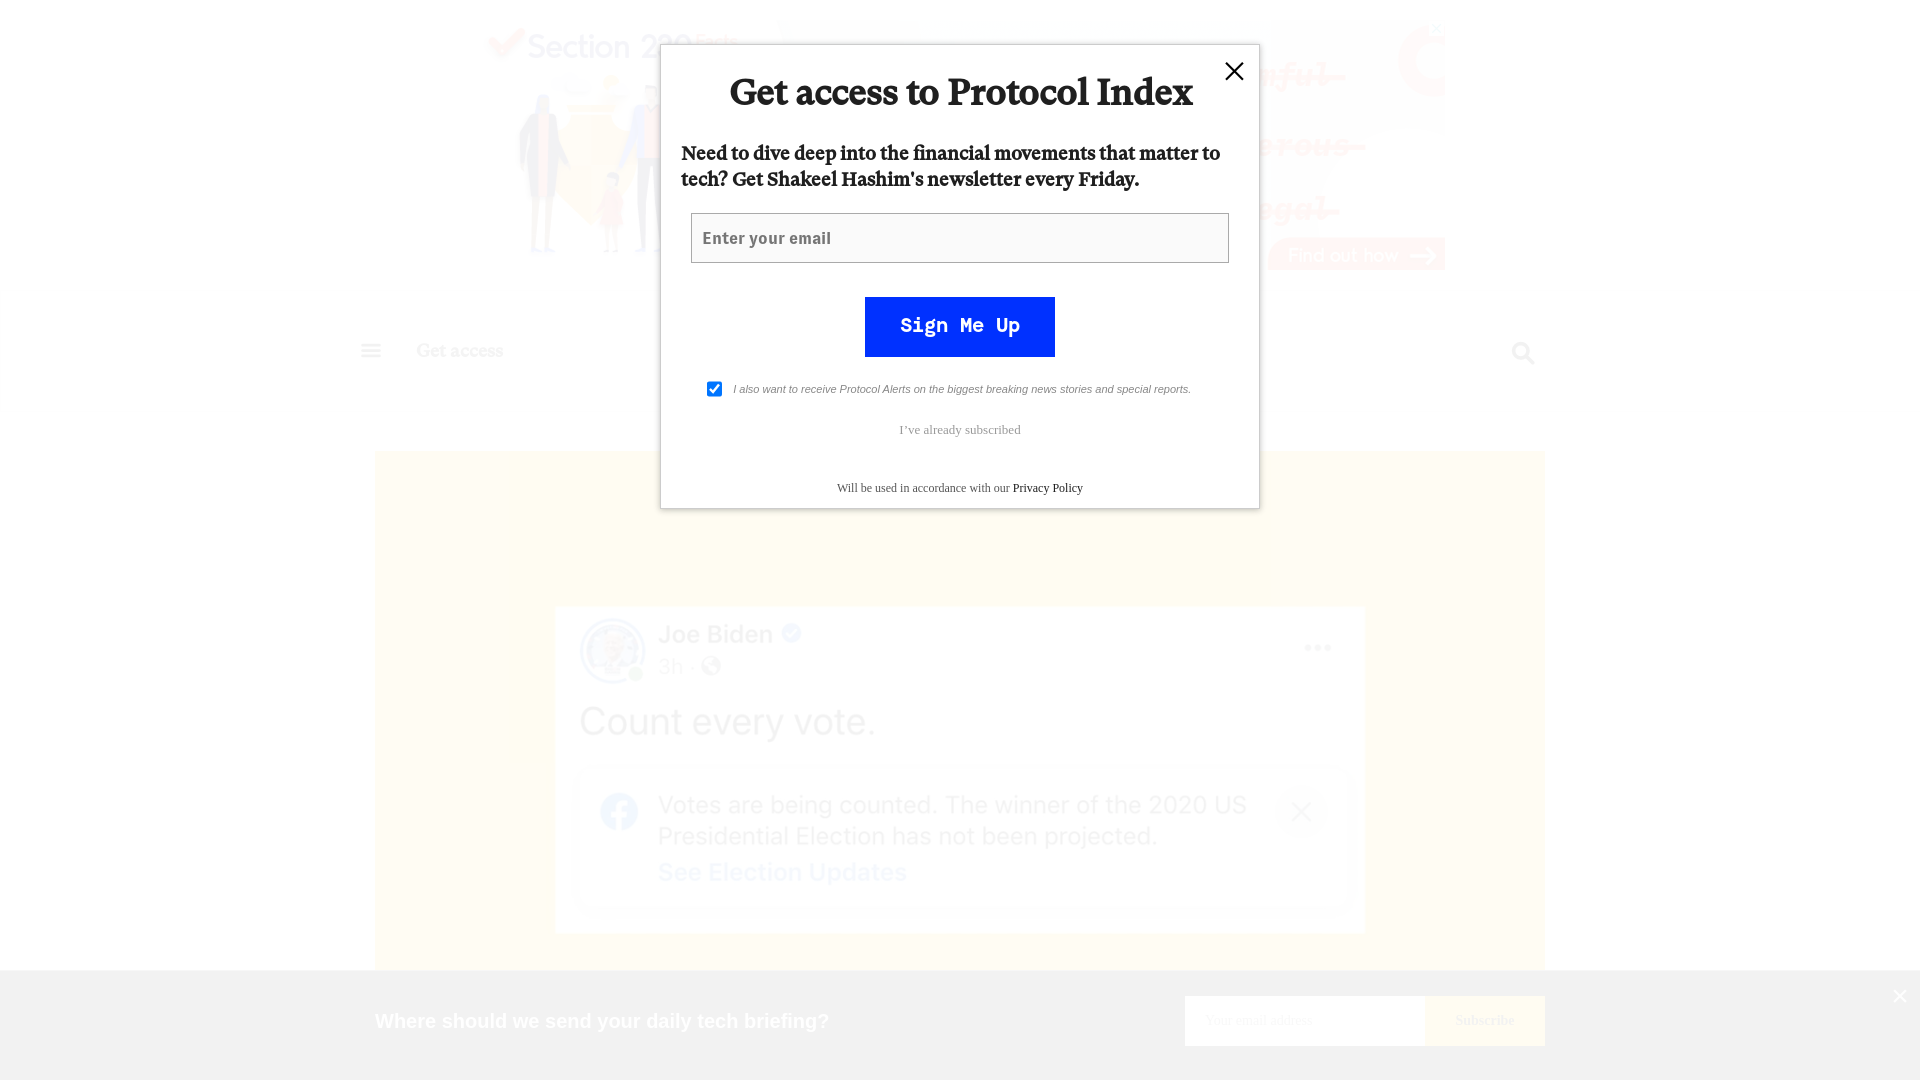 Section 230
Get access to Protocol Index
Need to dive deep into the financial movements that matter to
tech? Get Shakeel Hashim's newsletter every Friday.
Enter your email
Sign Me Up
I also want to receive Protocol Alerts on the biggest breaking news stories and special reports.
I've already subscribed
Will be used in accordance with our Privacy Policy
Find out how
Get access
Joe Biden
3h
Count every vote.
Votes are being counted. The winner of the 2020 US
Presidential Election has not been projected.
See Election Updates
Where should we send your daily tech briefing?
Your email address
Subscribe